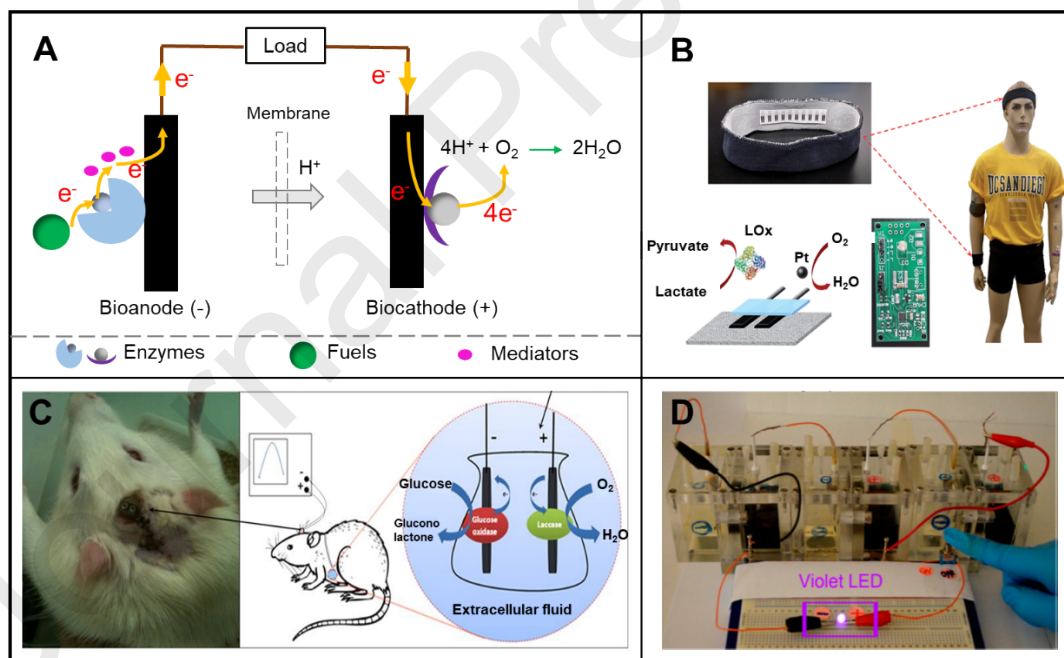 A
Load
e-
e-
Membrane
H+
e-
e-
e-
4e-
4H+ + O2 → 2H2O
Bioanode (-)
Biocathode (+)
Enzymes
Fuels
Mediators
B
UC SAN DIEGO
Pyruvate
LOx
Lactate
Pt
O2
H2O
C
-
+
Glucose
Glucose
oxidase
Glucono
lactone
e-
e-
Laccase
O2
H2O
Extracellular fluid
D
Violet LED
-
+